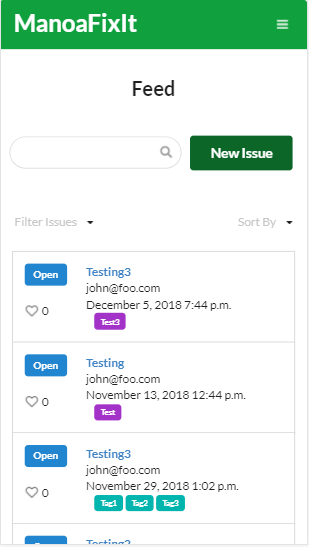 ManoaFixIt
Feed
New Issue
Filter Issues
Sort By
Open
Testing3
john@foo.com
0
December 5, 2018 7:44 p.m.
Test3
Open
Testing
john@foo.com
0
November 13, 2018 12:44 p.m.
Test
Open
Testing3
john@foo.com
0
November 29, 2018 1:02 p.m.
Tag1 Tag2 Tag3